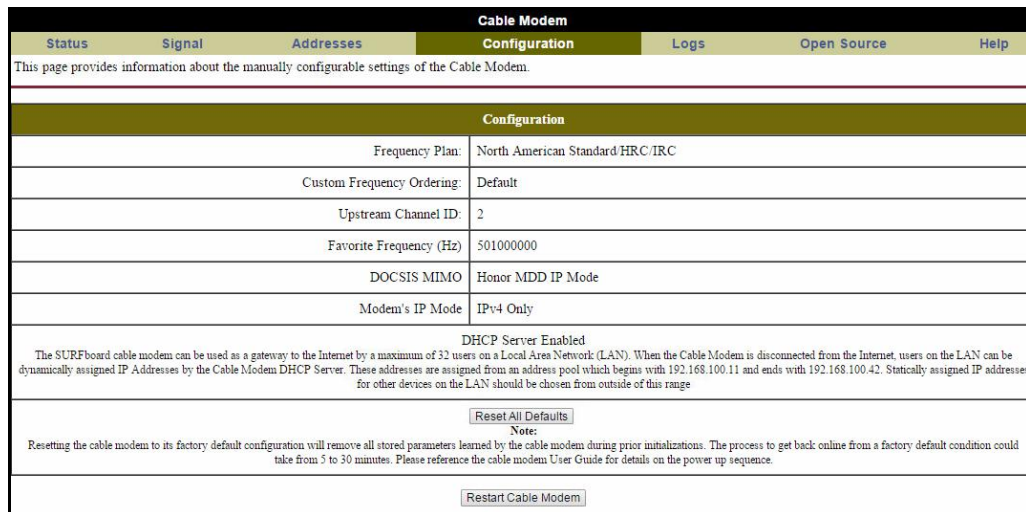 Cable Modem
Status Signal Addresses Configuration Logs Open Source Help
This page provides information about the manually configurable settings of the Cable Modem.
Configuration
Frequency Plan: North American Standard/HRC/IRC
Custom Frequency Ordering: Default
Upstream Channel ID: 2
Favorite Frequency (Hz) 501000000
DOCSIS MIMO Honor MDD IP Mode
Modem's IP Mode IPv4 Only
DHCP Server Enabled
The SURFboard cable modem can be used as a gateway to the Internet by a maximum of 32 users on a Local Area Network (LAN). When the Cable Modem is disconnected from the Internet, users on the LAN can be
dynamically assigned IP Addresses by the Cable Modem DHCP Server. These addresses are assigned from an address pool which begins with 192.168.100.11 and ends with 192.168.100.42. Statically assigned IP addresses
for other devices on the LAN should be chosen from outside of this range
Reset All Defaults
Note:
Resetting the cable modem to its factory default configuration will remove all stored parameters learned by the cable modem during prior initializations. The process to get back online from a factory default condition could
take from 5 to 30 minutes. Please reference the cable modem User Guide for details on the power up sequence.
Restart Cable Modem